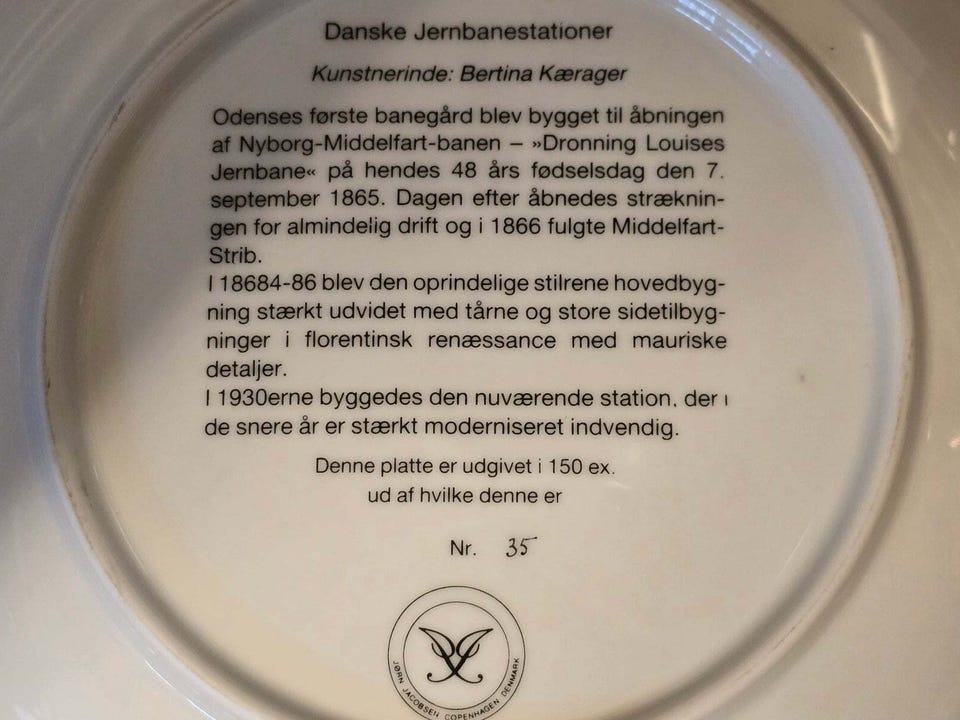 Danske Jernbanestationer
Kunstnerinde: Bertina Kærager
Odenses første banegård blev bygget til åbningen
af Nyborg-Middelfart-banen – »Dronning Louises
Jernbane« på hendes 48 års fødselsdag den 7.
september 1865. Dagen efter åbnedes stræknin-
gen for almindelig drift og i 1866 fulgte Middelfart-
Strib.
I 18684-86 blev den oprindelige stilrene hovedbyg-
ning stærkt udvidet med tårne og store sidetilbyg-
ninger i florentinsk renæssance med mauriske
detaljer.
I 1930erne byggedes den nuværende station, der i
de snere år er stærkt moderniseret indvendig.
Denne platte er udgivet i 150 ex.
ud af hvilke denne er
Nr. 35
JØRN JACOBSEN COPENHAGEN DENMARK